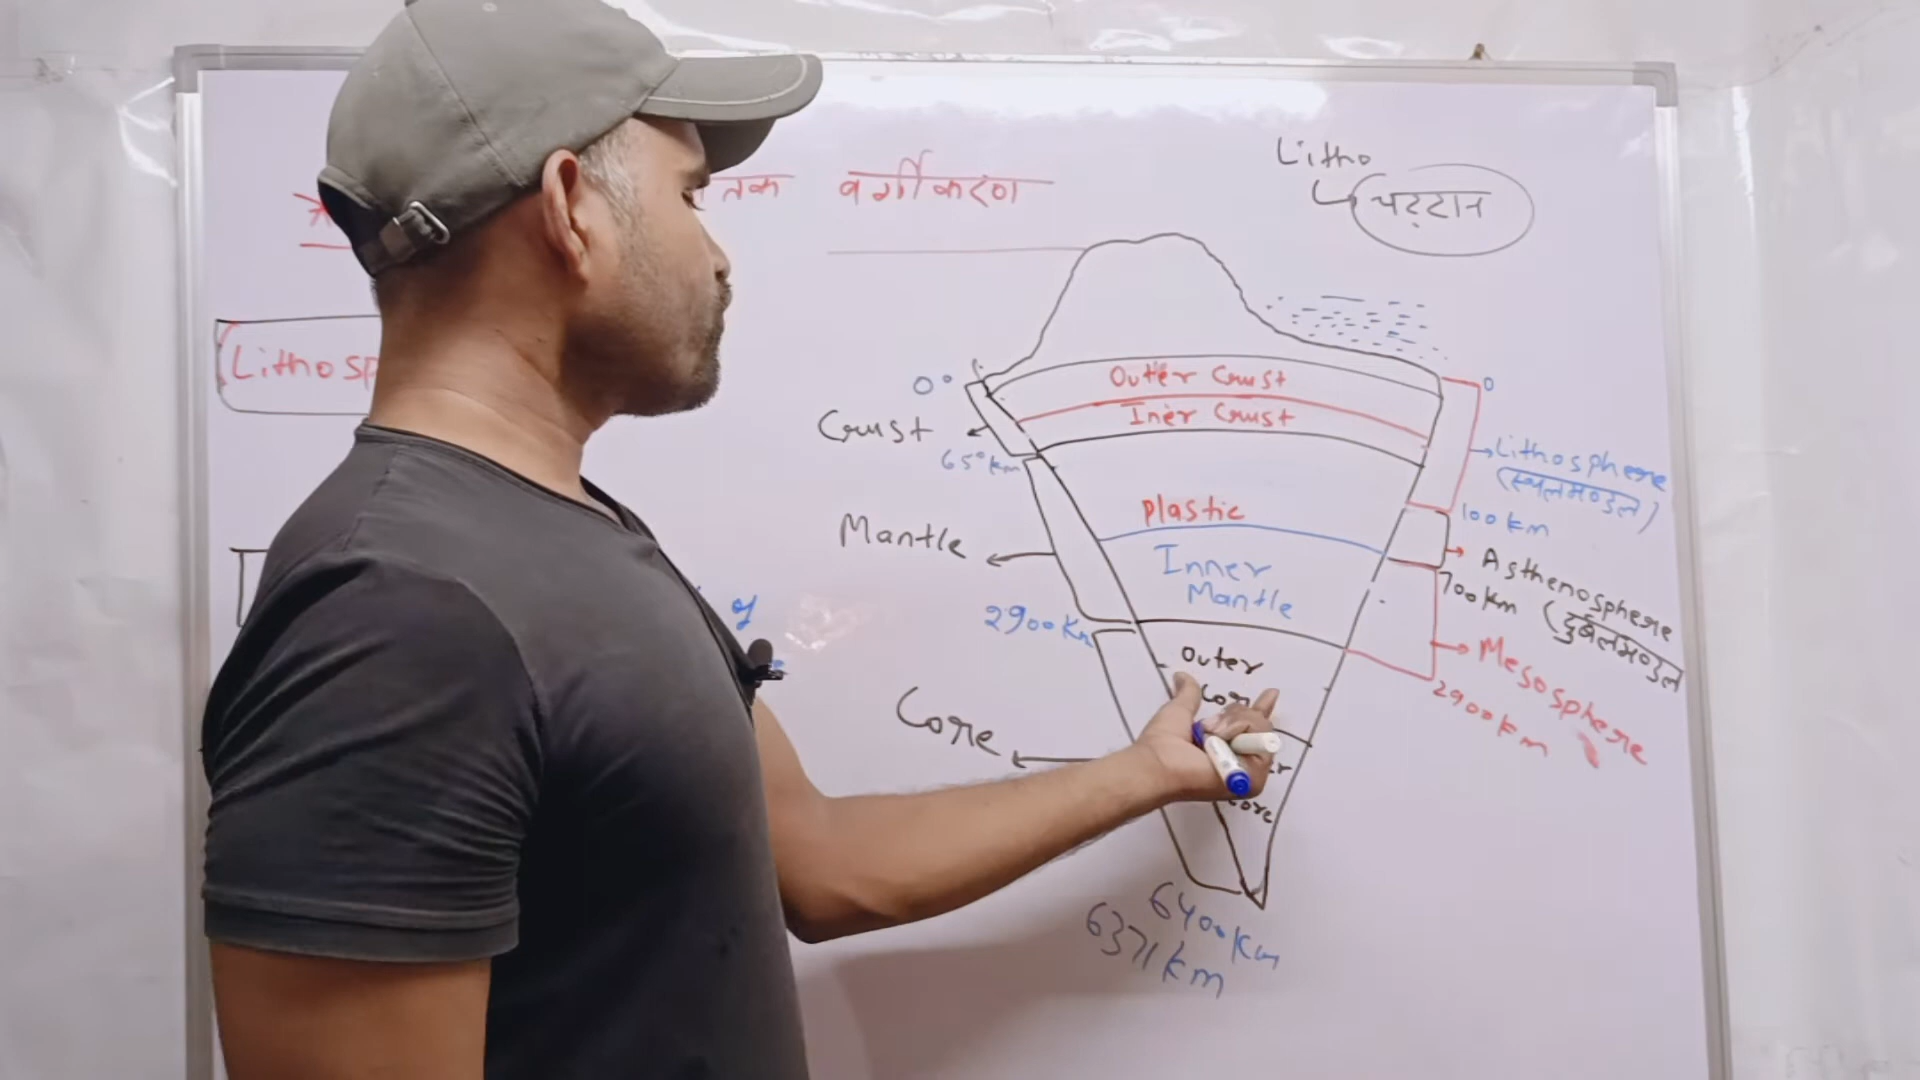 तक वर्गीकरण
Litho
चट्टान
Lithosp
0°
Outer Crust
0
Crust
Iner Crust
65° km
Lithosphere
(स्थलमण्डल)
Plastic
100 km
Mantle
Inner
Mantle
Asthenosphere
700 km
(दुर्बलमण्डल
of
2900 Km
Outer
Core
Mesosphere
2900 km
Core
core
6400 Km
6371 km